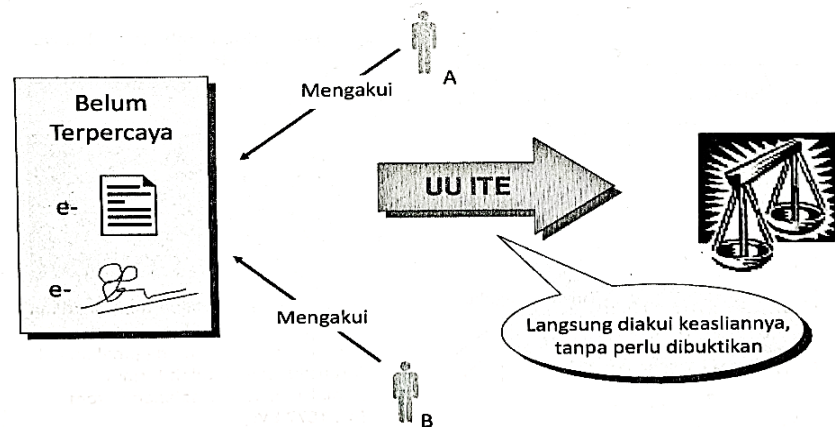 Belum
Terpercaya
e-
e-
Mengakui
A
UU ITE
Mengakui
B
Langsung diakui keasliannya,
tanpa perlu dibuktikan